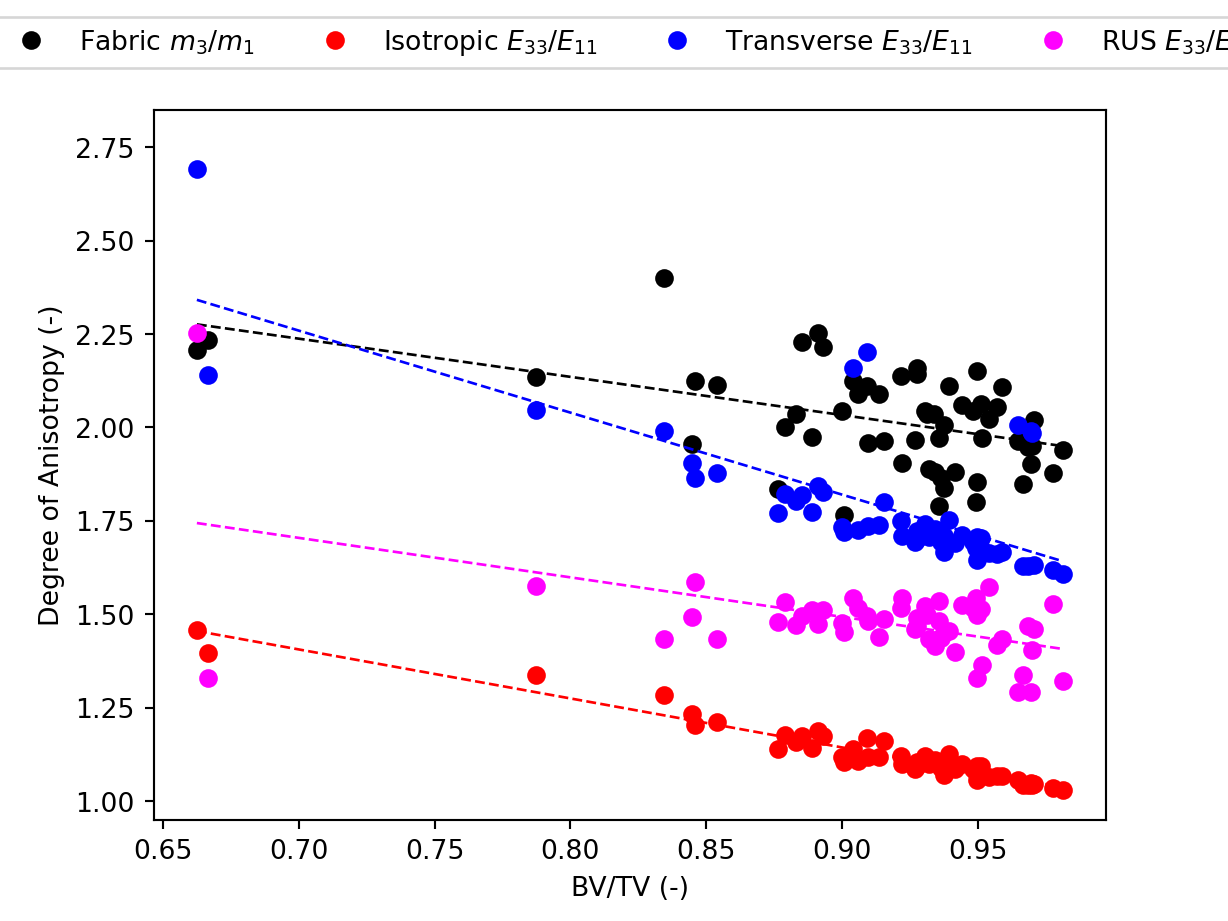 Fabric m3/m1 Isotropic E33/E11 Transverse E33/E11 RUS E33/E
2.75
2.50
2.25
2.00
1.75
1.50
1.25
1.00
Degree of Anisotropy (-)
0.65 0.70 0.75 0.80 0.85 0.90 0.95
BV/TV (-)